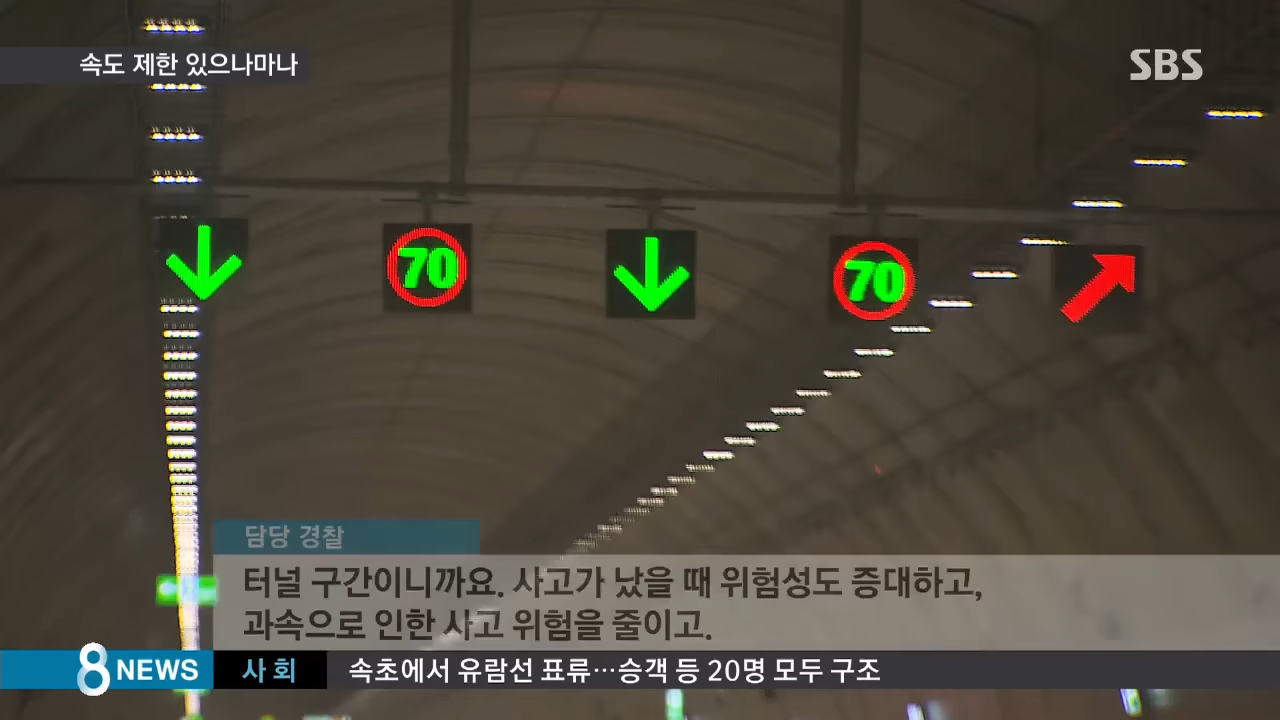 속도 제한 있으나마나
SBS
70
70
담당 경찰
터널 구간이니까요. 사고가 났을 때 위험성도 증대하고,
과속으로 인한 사고 위험을 줄이고.
8 NEWS 사회 속초에서 유람선 표류…승객 등 20명 모두 구조